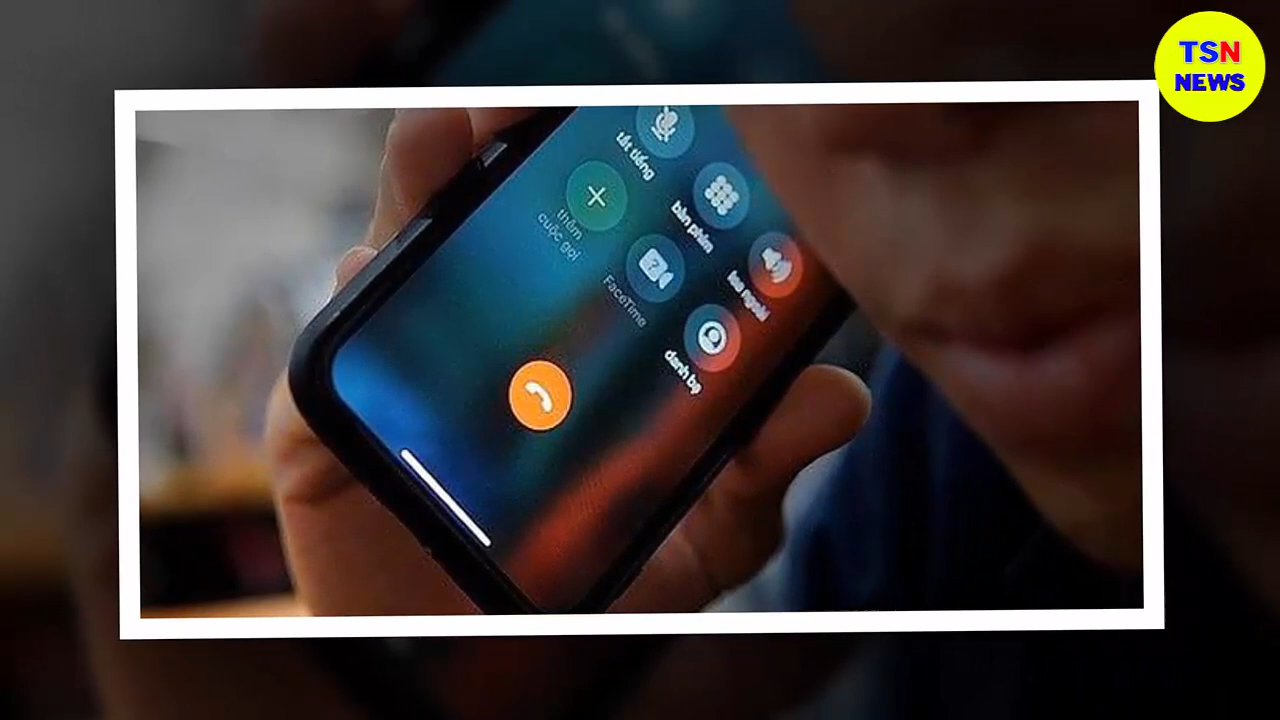 TSN
NEWS
tắt tiếng
bàn phím
loa ngoài
thêm
cuộc gọi
FaceTime
danh bạ